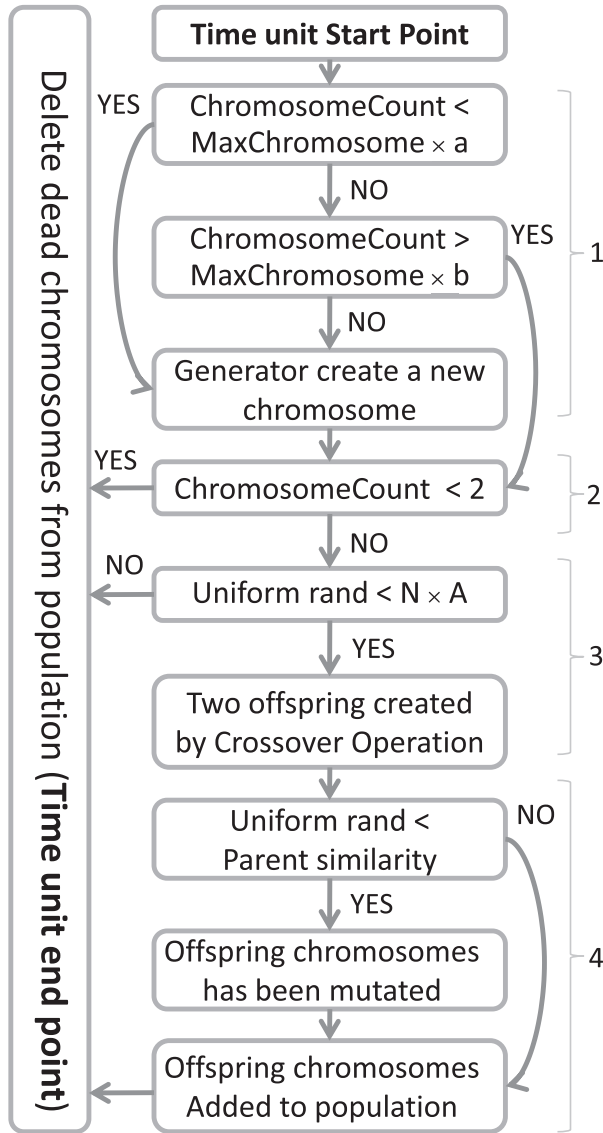 Time unit Start Point
YES
ChromosomeCount <
MaxChromosome × a
NO
1
ChromosomeCount >
MaxChromosome × b
YES
NO
Generator create a new
chromosome
YES
ChromosomeCount < 2
2
NO
NO
Uniform rand < N × A
YES
3
Two offspring created
by Crossover Operation
Uniform rand <
Parent similarity
NO
YES
4
Offspring chromosomes
has been mutated
Offspring chromosomes
Added to population
Delete dead chromosomes from population (Time unit end point)